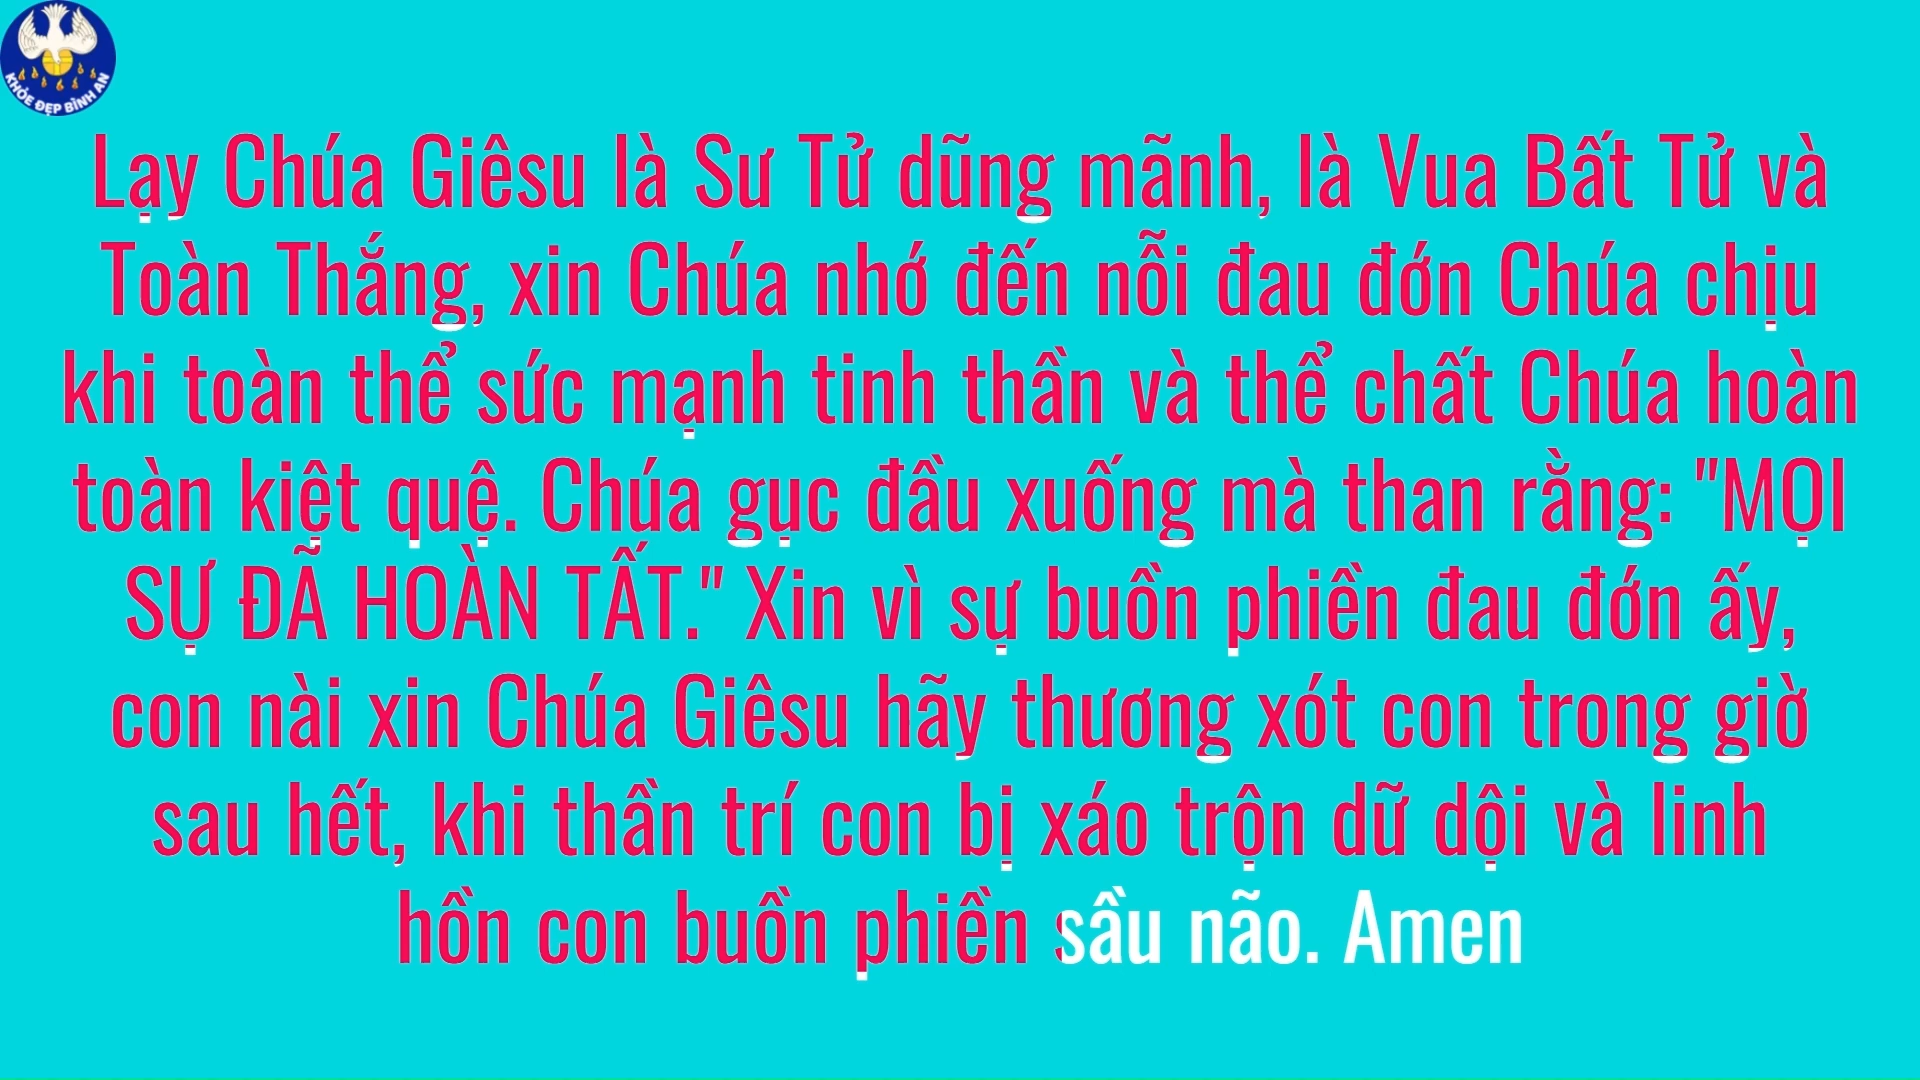 KHỎE ĐẸP BÌNH AN
Lạy Chúa Giêsu là Sư Tử dũng mãnh, là Vua Bất Tử và
Toàn Thắng, xin Chúa nhớ đến nỗi đau đớn Chúa chịu
khi toàn thể sức mạnh tinh thần và thể chất Chúa hoàn
toàn kiệt quệ. Chúa gục đầu xuống mà than rằng: "MỌI
SỰ ĐÃ HOÀN TẤT." Xin vì sự buồn phiền đau đớn ấy,
con nài xin Chúa Giêsu hãy thương xót con trong giờ
sau hết, khi thần trí con bị xáo trộn dữ dội và linh
hồn con buồn phiền sầu não. Amen